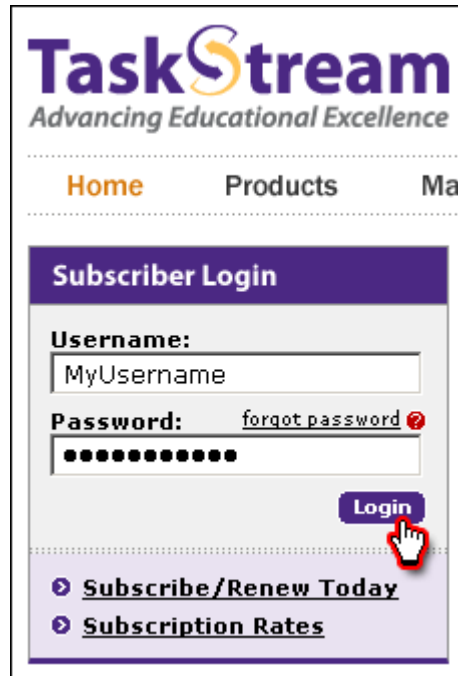 TaskStream
Advancing Educational Excellence
Home Products Ma
Subscriber Login
Username:
MyUsername
Password: forgot password ?
●●●●●●●●●●●
Login
Subscribe/Renew Today
Subscription Rates